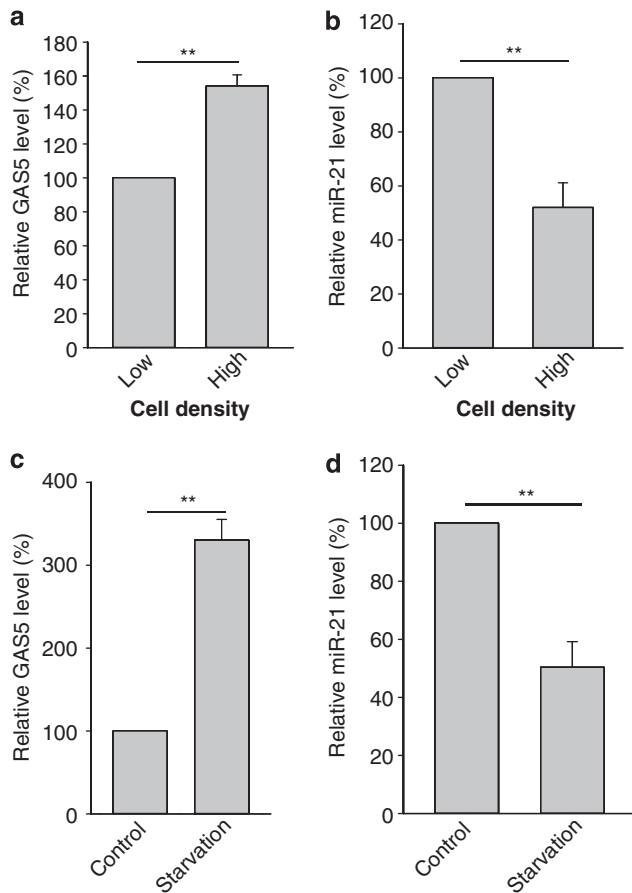 a
Relative GAS5 level (%)
180
160
140
120
100
80
60
40
20
0
**
Low
High
Cell density
b
Relative miR-21 level (%)
120
100
80
60
40
20
0
**
Low
High
Cell density
c
Relative GAS5 level (%)
400
300
200
100
0
**
Control
Starvation
d
Relative miR-21 level (%)
120
100
80
60
40
20
0
**
Control
Starvation